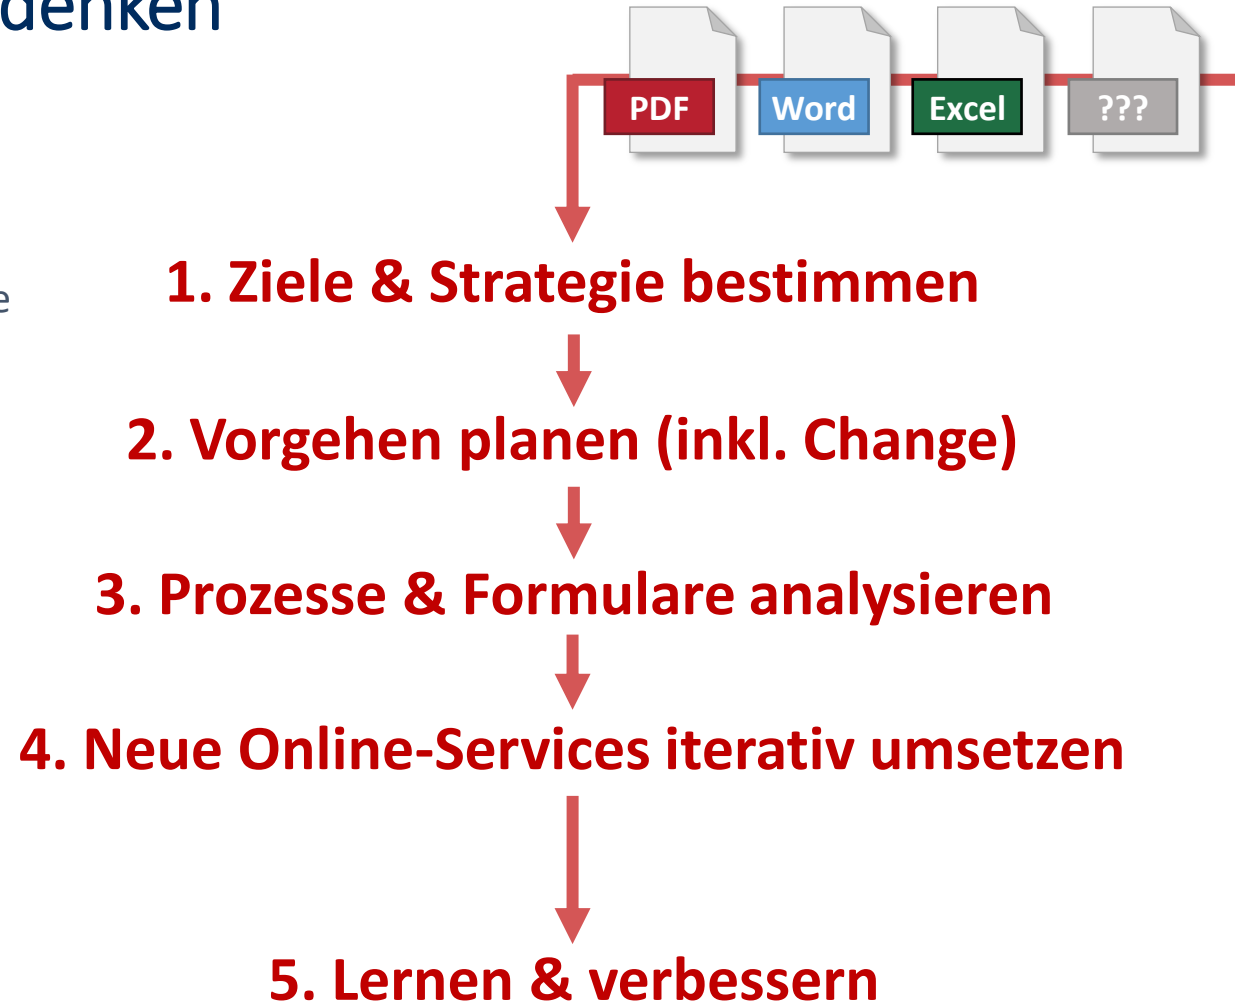 denken
PDF Word Excel ???
1. Ziele & Strategie bestimmen
e
2. Vorgehen planen (inkl. Change)
3. Prozesse & Formulare analysieren
4. Neue Online-Services iterativ umsetzen
5. Lernen & verbessern